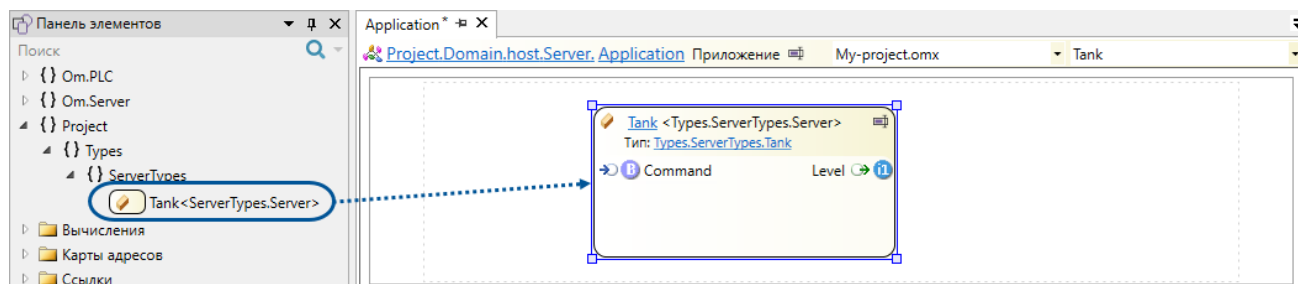 Панель элементов
Поиск
{} Om.PLC
{} Om.Server
{} Project
{} Types
{} ServerTypes
Tank<ServerTypes.Server>
Вычисления
Карты адресов
Ссылки
Application*
Project.Domain.host.Server. Application Приложение My-project.omx Tank
Tank <Types.ServerTypes.Server>
Тип: Types.ServerTypes.Tank
B Command Level i1